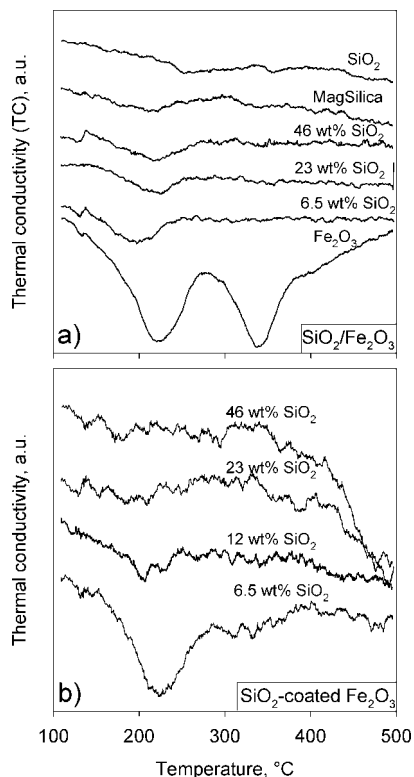 Thermal conductivity (TC), a.u.
SiO₂
MagSilica
46 wt% SiO₂
23 wt% SiO₂
6.5 wt% SiO₂
Fe₂O₃
a)
SiO₂/Fe₂O₃
Thermal conductivity, a.u.
46 wt% SiO₂
23 wt% SiO₂
12 wt% SiO₂
6.5 wt% SiO₂
b)
SiO₂-coated Fe₂O₃
100 200 300 400 500
Temperature, °C